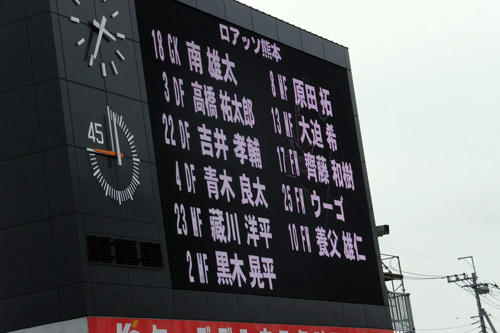 ロアッソ熊本
18 GK 南 雄太
3 DF 高橋 祐太郎
22 DF 吉井 孝輔
4 DF 青木 良太
23 MF 藏川 洋平
2 MF 黒木 晃平
8 MF 原田 拓
13 MF 大迫 希
17 FW 齊藤 和樹
25 FW ウーゴ
10 FW 養父 雄仁
45